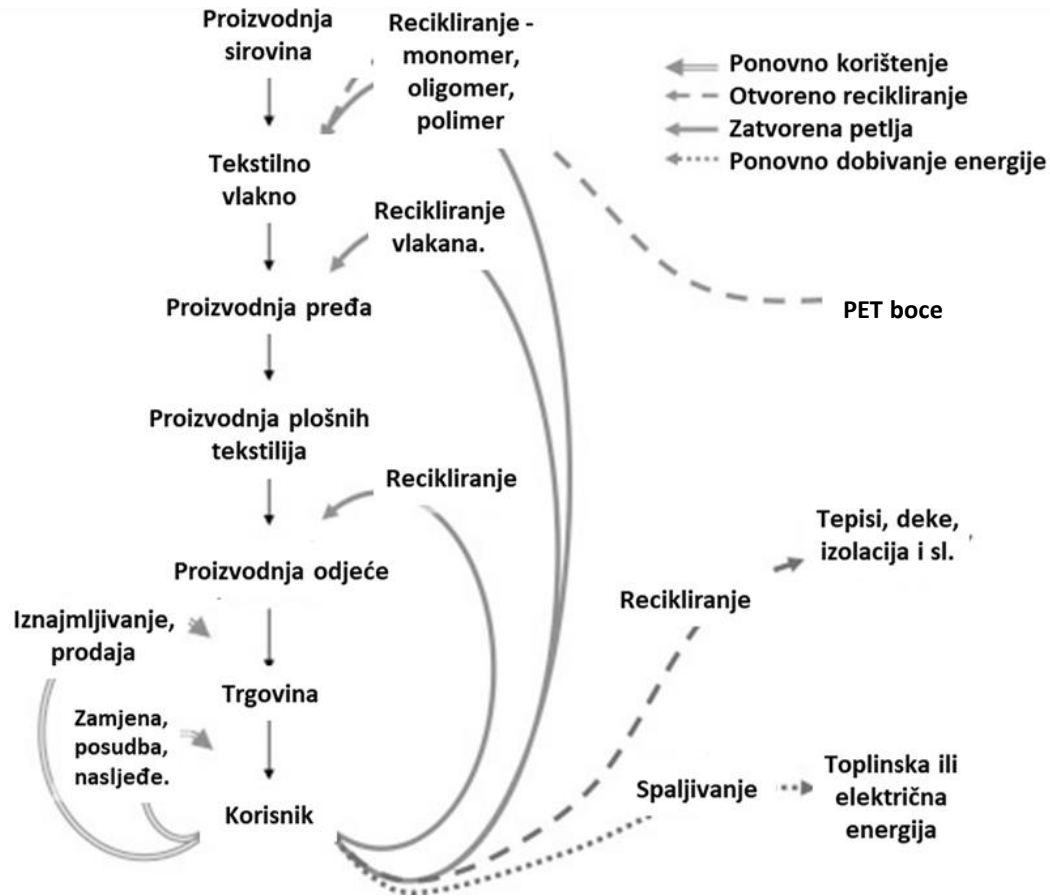 Proizvodnja
sirovina
Recikliranje -
monomer,
oligomer,
polimer
Ponovno korištenje
Otvoreno recikliranje
Zatvorena petlja
Ponovno dobivanje energije
Tekstilno
vlakno
Recikliranje
vlakana.
Proizvodnja pređa
PET boce
Proizvodnja plošnih
tekstilija
Recikliranje
Tepisi, deke,
izolacija i sl.
Proizvodnja odjeće
Recikliranje
Iznajmljivanje,
prodaja
Trgovina
Zamjena,
posudba,
nasljeđe.
Korisnik
Spaljivanje
Toplinska ili
električna
energija